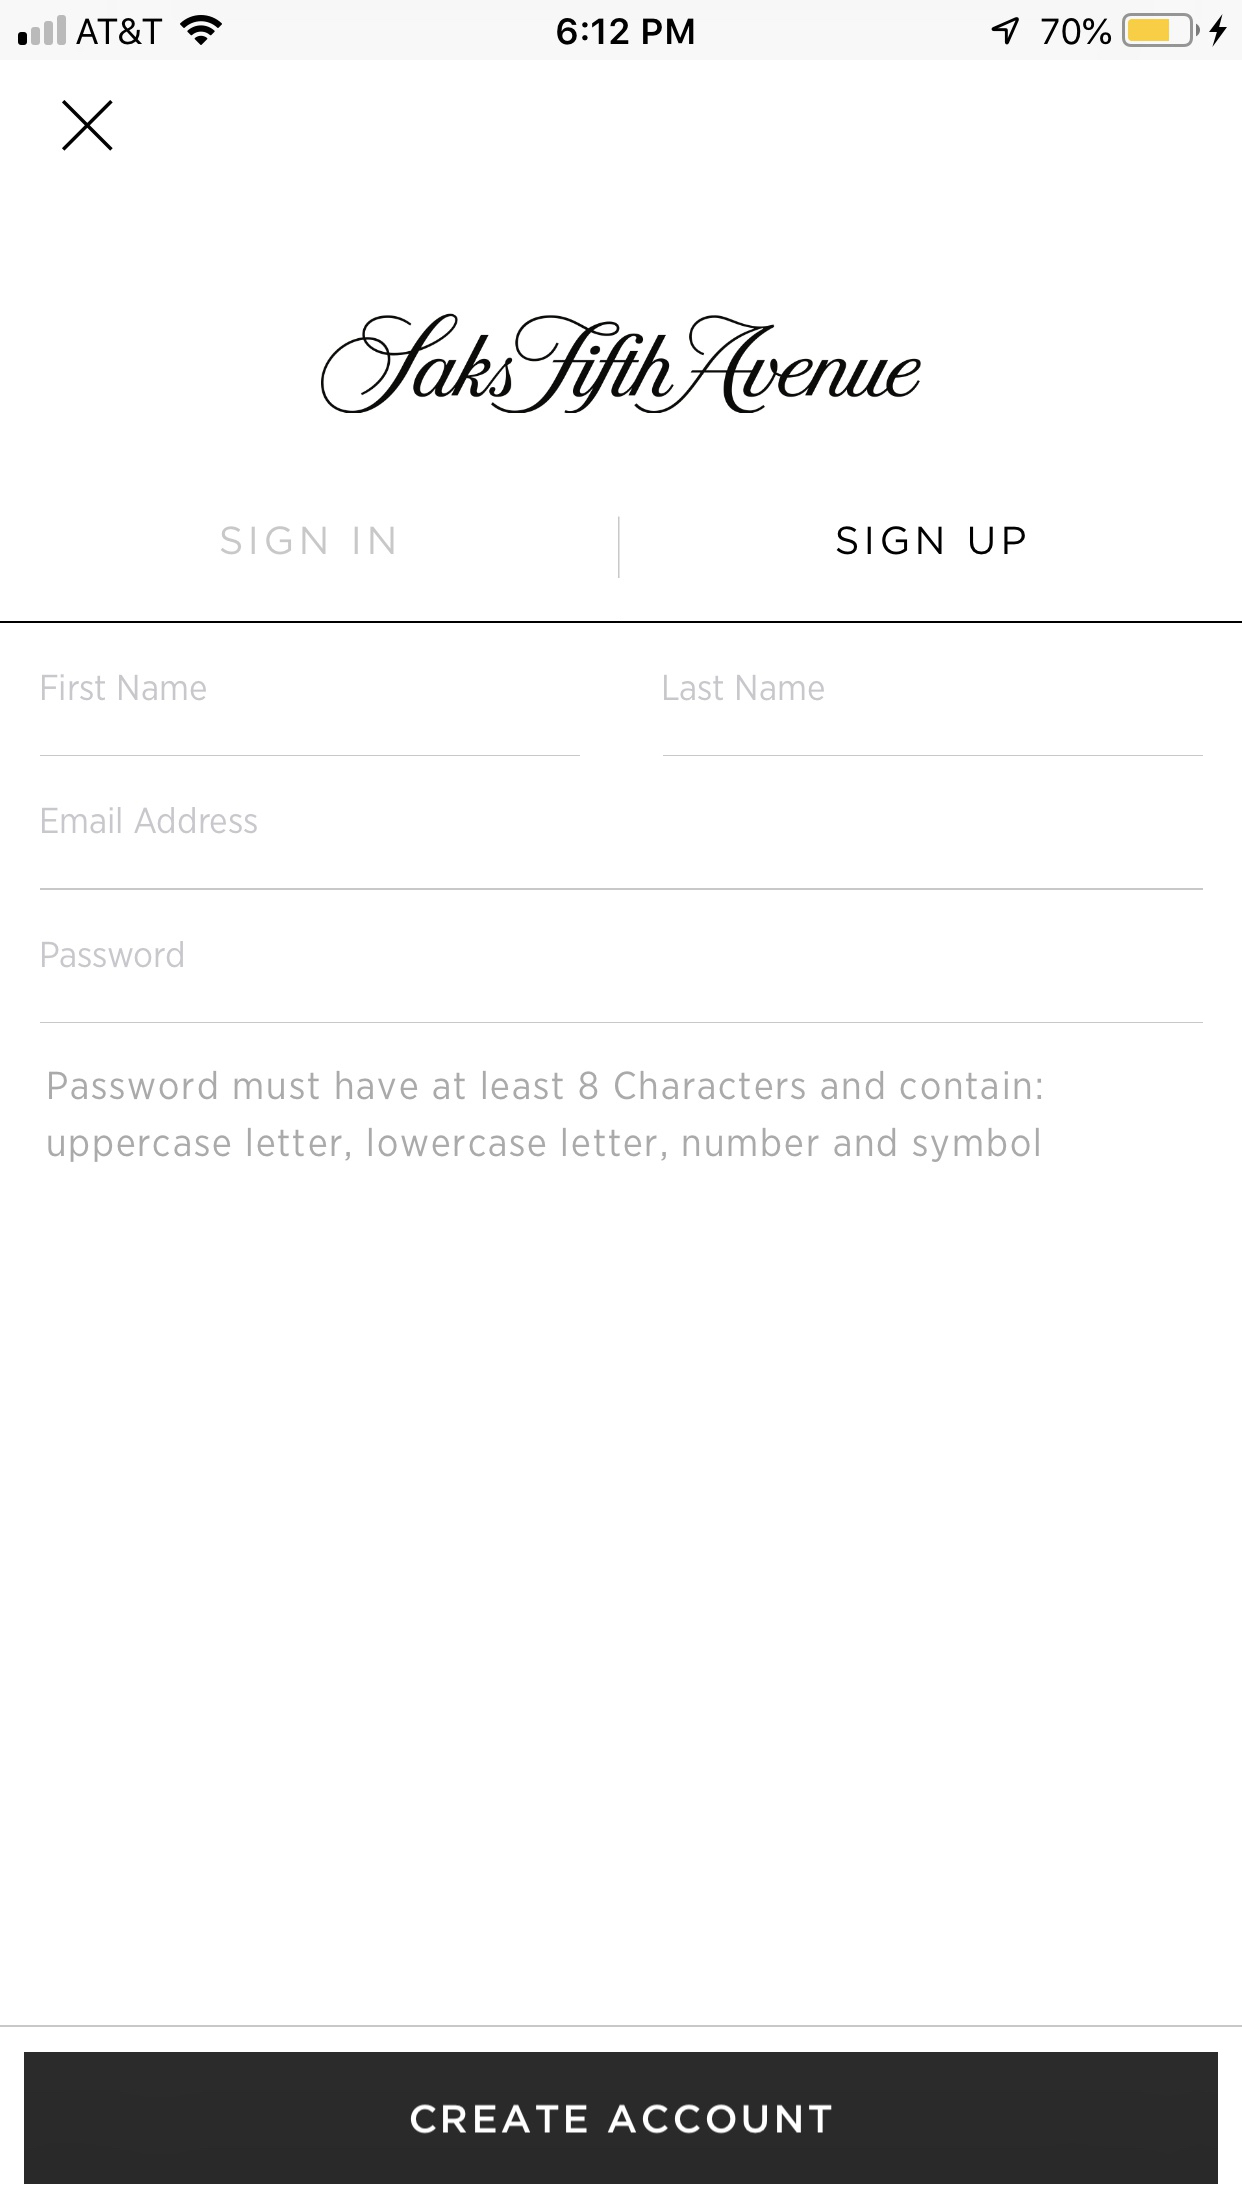 AT&T 6:12 PM 70%
Saks Fifth Avenue
SIGN IN SIGN UP
First Name Last Name
Email Address
Password
Password must have at least 8 Characters and contain:
uppercase letter, lowercase letter, number and symbol
CREATE ACCOUNT